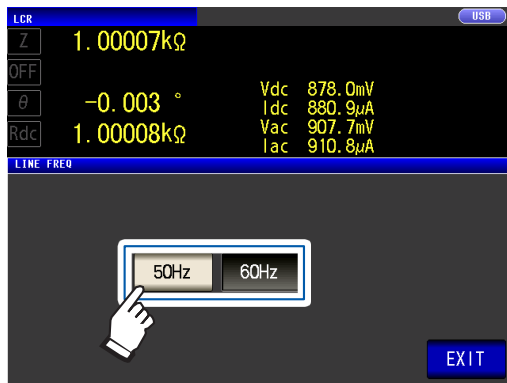 LCR USB
Z 1.00007kΩ
OFF
Vdc 878.0mV
θ -0.003 ° Idc 880.9μA
Vac 907.7mV
Rdc 1.00008kΩ
Iac 910.8μA
LINE FREQ
50Hz 60Hz
EXIT